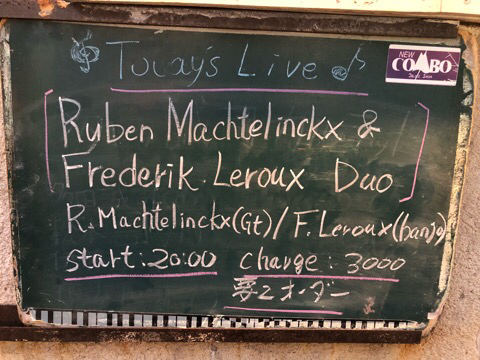 Today's Live
NEW
COMBO
Ruben Machtelinckx &
Frederik.Leroux Duo
R.Machtelinckx(Gt)/F.Leroux(banjo)
start:20:00 charge:3000
要2オーダー